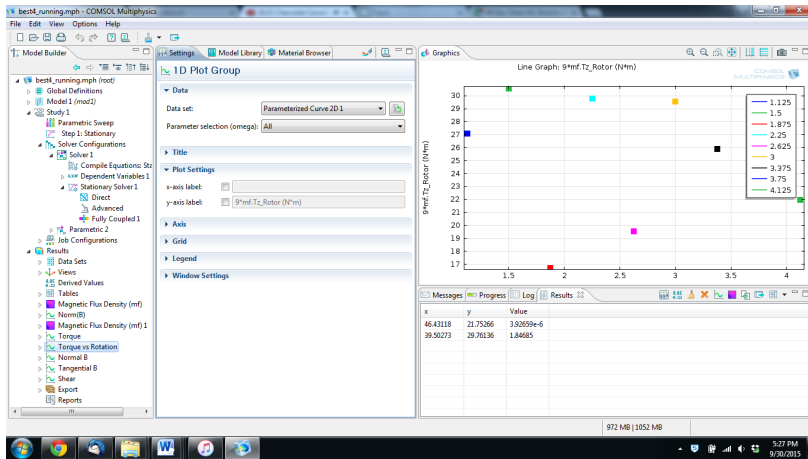 best4_running.mph - COMSOL Multiphysics
File Edit View Options Help
Model Builder
best4_running.mph (root)
Global Definitions
Model 1 (mod1)
Study 1
Parametric Sweep
Step 1: Stationary
Solver Configurations
Solver 1
Compile Equations: Sta
Dependent Variables 1
Stationary Solver 1
Direct
Advanced
Fully Coupled 1
Parametric 2
Job Configurations
Results
Data Sets
Views
Derived Values
Tables
Magnetic Flux Density (mf)
Norm(B)
Magnetic Flux Density (mf) 1
Torque
Torque vs Rotation
Normal B
Tangential B
Shear
Export
Reports
Settings Model Library Material Browser
1D Plot Group
Data
Data set: Parameterized Curve 2D 1
Parameter selection (omega): All
Title
Plot Settings
x-axis label:
y-axis label: 9*mf.Tz_Rotor (N*m)
Axis
Grid
Legend
Window Settings
Graphics
Line Graph: 9*mf.Tz_Rotor (N*m)
COMSOL
MULTIPHYSICS
9*mf.Tz_Rotor (N*m)
30
29
28
27
26
25
24
23
22
21
20
19
18
17
1.5 2 2.5 3 3.5 4
1.125
1.5
1.875
2.25
2.625
3
3.375
3.75
4.125
Messages Progress Log Results
x y Value
46.43118 21.75266 3.92659e-6
39.50273 29.76136 1.84685
972 MB | 1052 MB
5:27 PM
9/30/2015